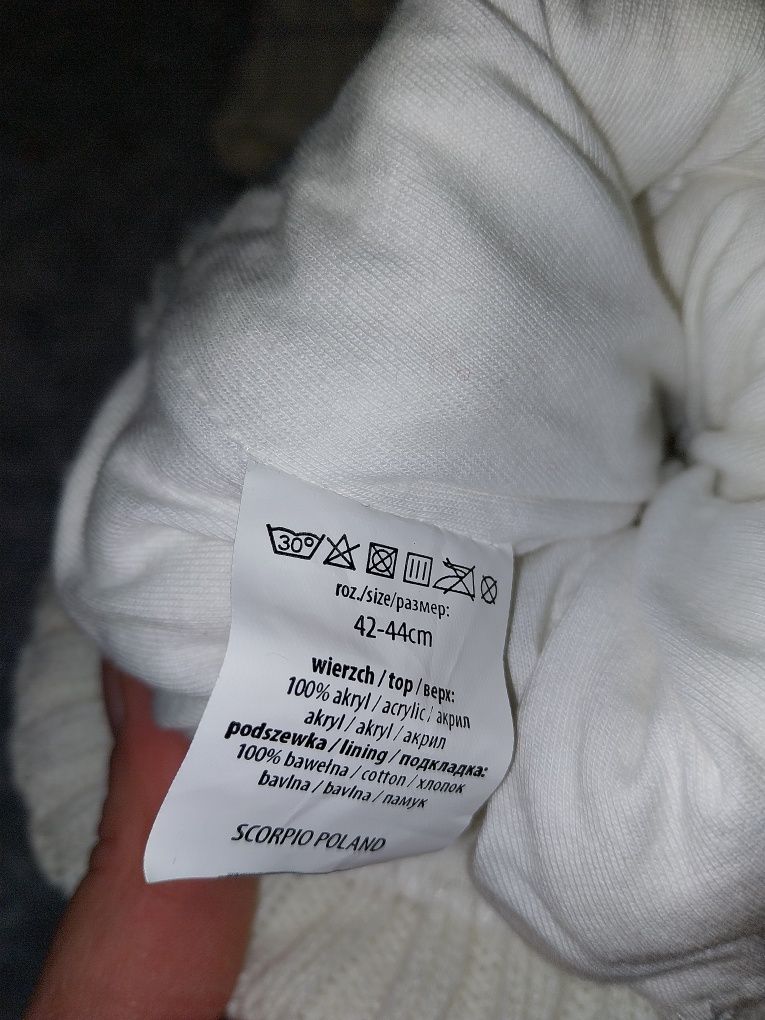 30°
roz./size/размер:
42-44cm
wierzch / top / верх:
100% akryl / acrylic / акрил
akryl / akryl / акрил
podszewka / lining / подкладка:
100% bawełna / cotton / хлопок
bavlna / bavlna / памук
SCORPIO POLAND